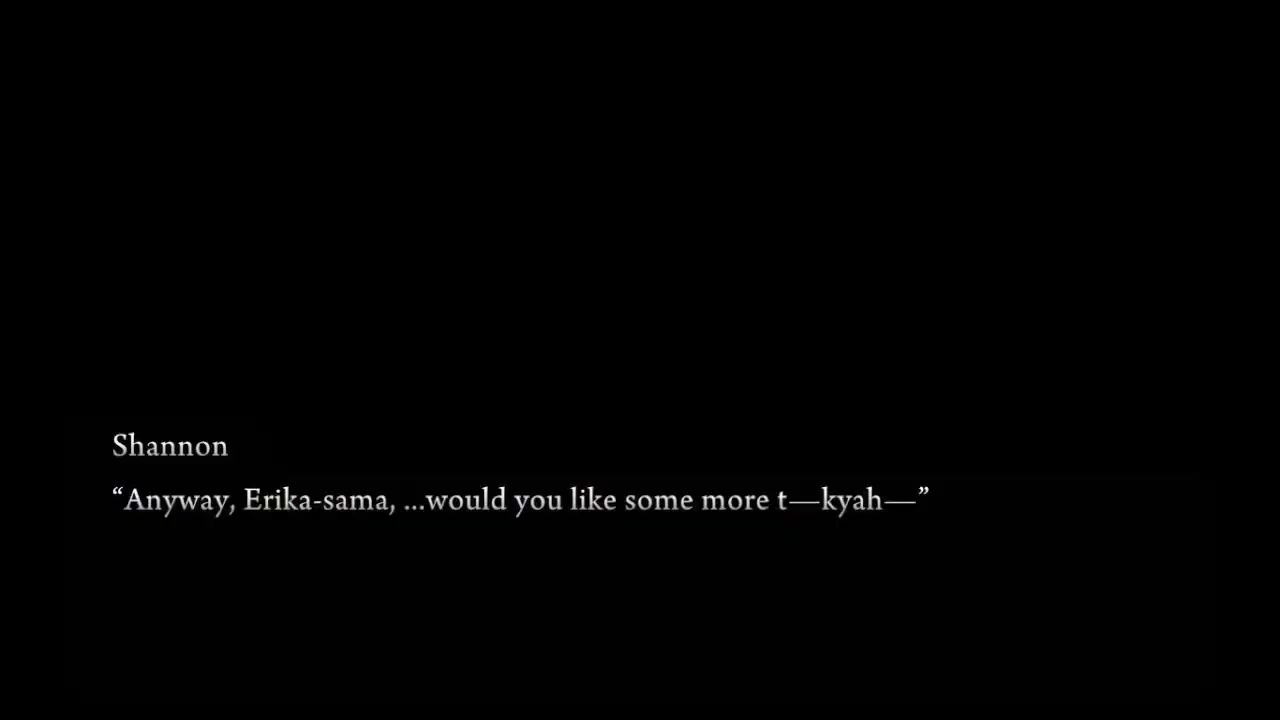 Shannon
“Anyway, Erika-sama, ...would you like some more t—kyah—”